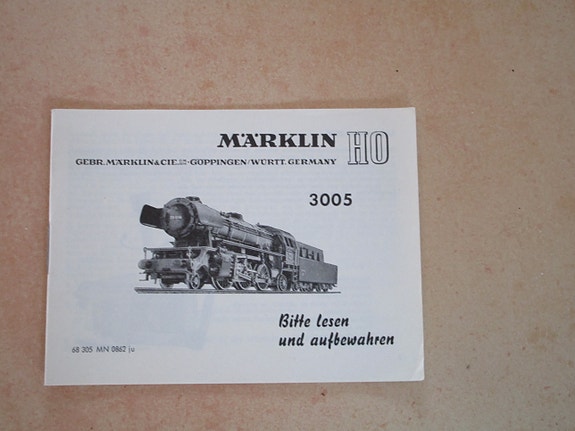 MÄRKLIN HO
GEBR. MÄRKLIN & CIE. GÖPPINGEN/WÜRTT. GERMANY
3005
Bitte lesen
und aufbewahren
68 305 MN 0862 ju